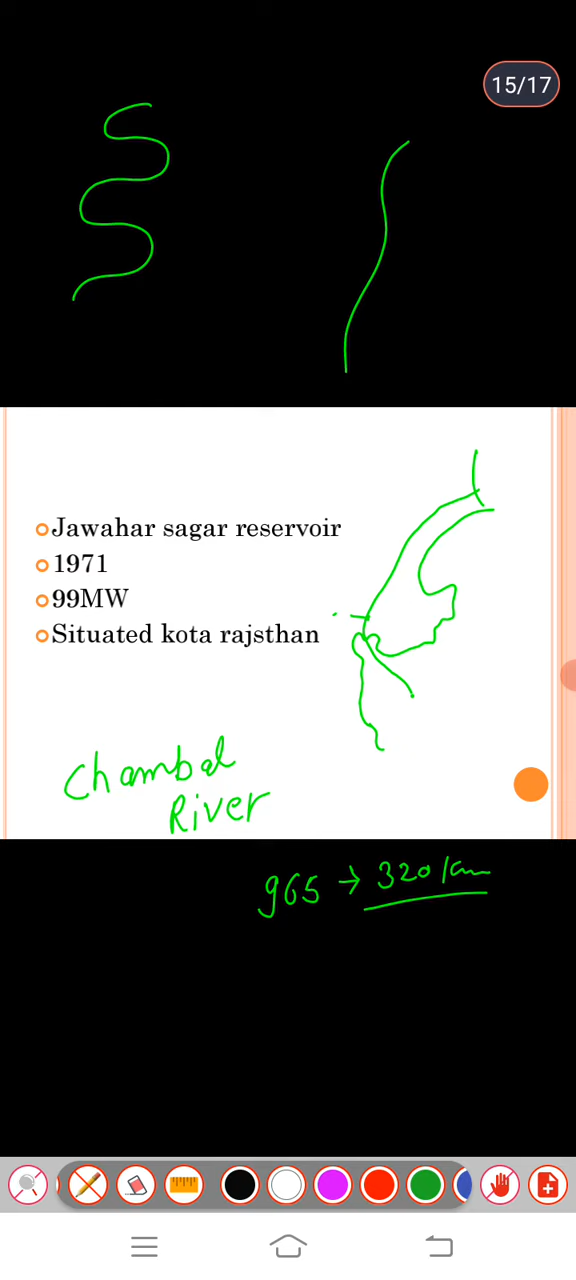 15/17
Jawahar sagar reservoir
1971
99MW
Situated kota rajsthan
Chambal
River
965 → 320 km